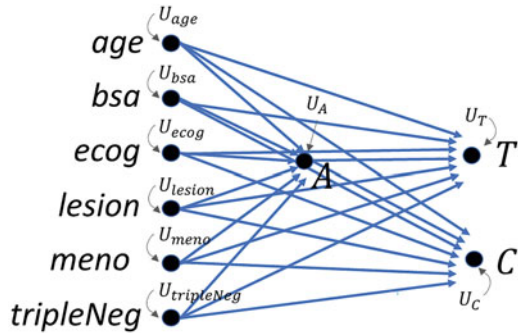 U_age
age
U_bsa
bsa
U_A
U_ecog
ecog
U_T
T
A
U_lesion
lesion
U_meno
meno
C
U_tripleNeg
tripleNeg
U_C